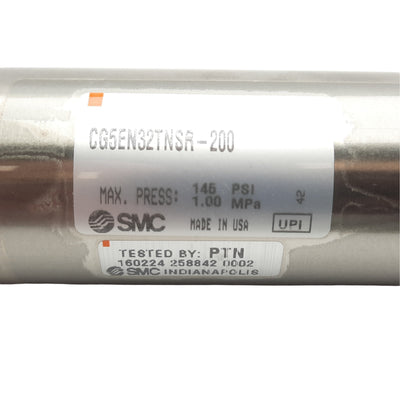 CG5EN32TNSR-200
MAX. PRESS: 145 PSI
1.00 MPa
42
SMC MADE IN USA UPI
TESTED BY: PTN
160224 258842 0002
SMC INDIANAPOLIS